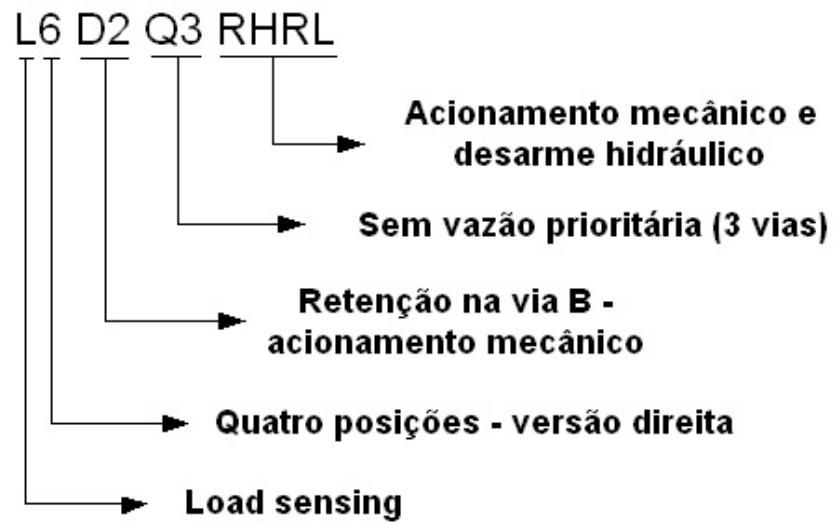 L6 D2 Q3 RHRL
Acionamento mecânico e
desarme hidráulico
Sem vazão prioritária (3 vias)
Retenção na via B -
acionamento mecânico
Quatro posições - versão direita
Load sensing